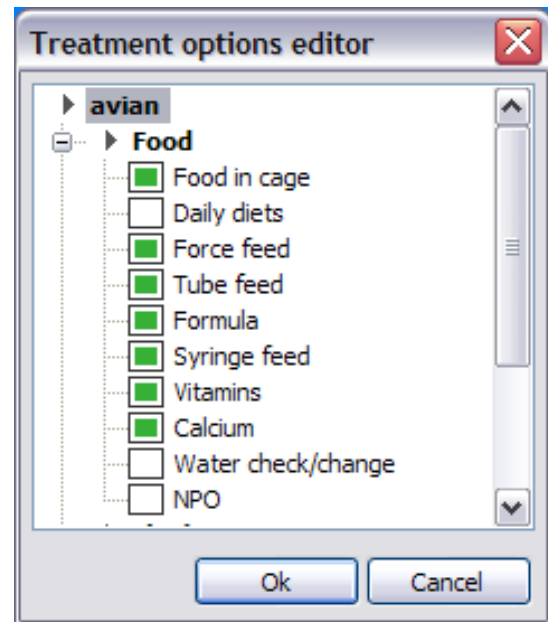 Treatment options editor
avian
Food
Food in cage
Daily diets
Force feed
Tube feed
Formula
Syringe feed
Vitamins
Calcium
Water check/change
NPO
Ok
Cancel